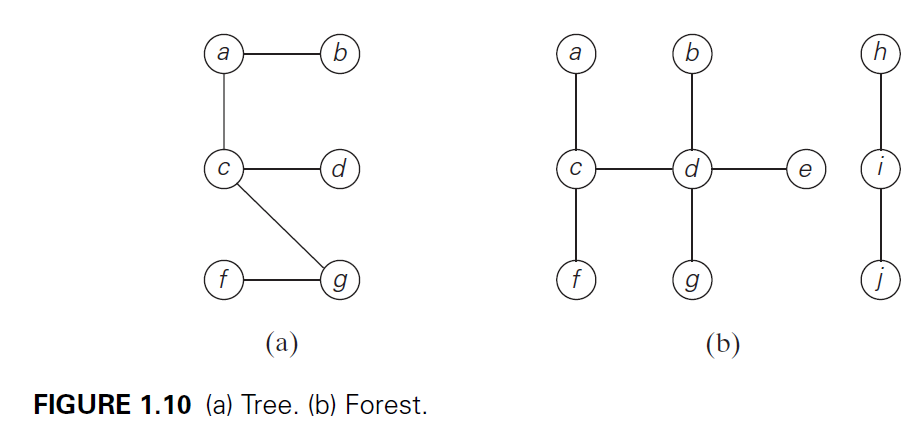 a b a b h
c d c d e i
f g f g j
(a) (b)
FIGURE 1.10 (a) Tree. (b) Forest.